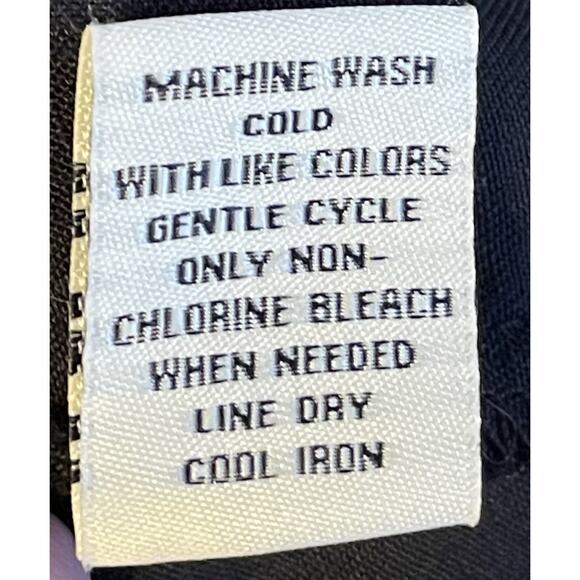 MACHINE WASH
COLD
WITH LIKE COLORS
GENTLE CYCLE
ONLY NON-
CHLORINE BLEACH
WHEN NEEDED
LINE DRY
COOL IRON